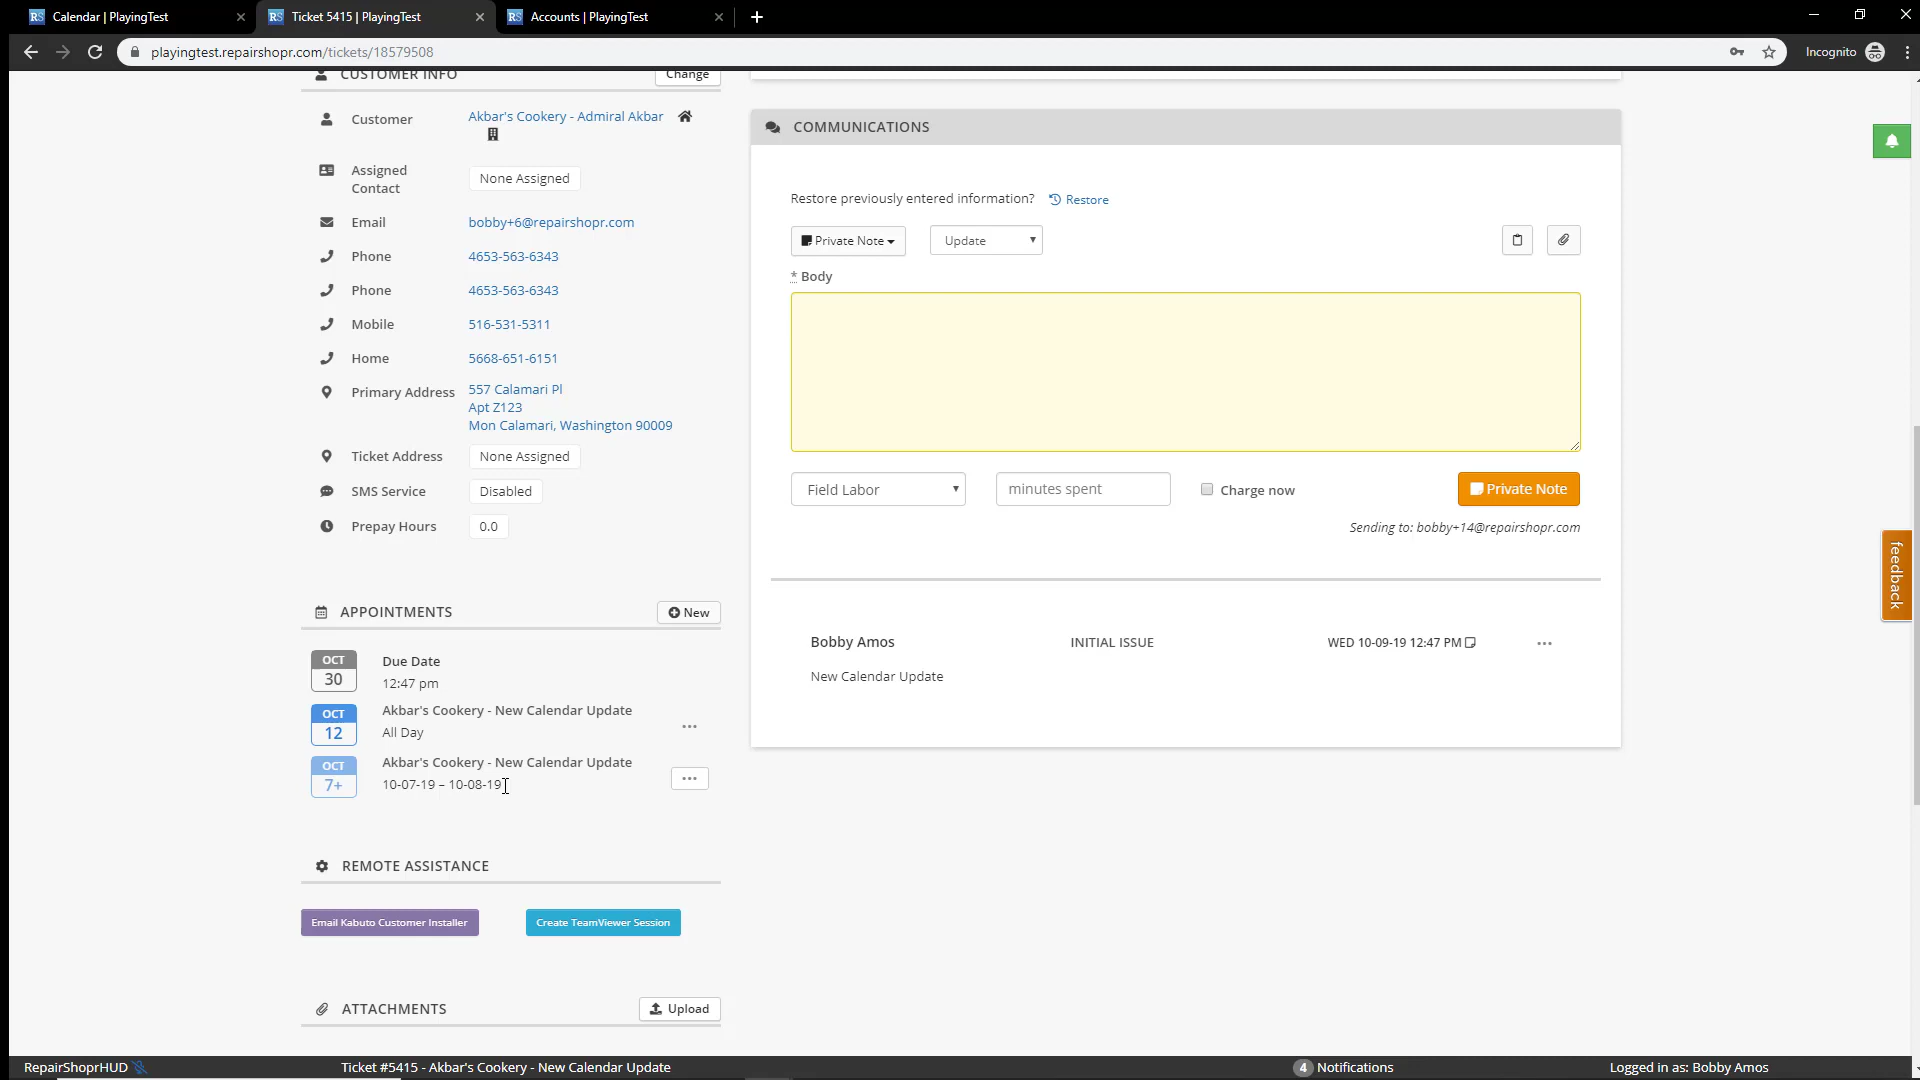 RS Calendar | PlayingTest
RS Ticket 5415 | PlayingTest
RS Accounts | PlayingTest
playingtest.repairshopr.com/tickets/18579508
Incognito
CUSTOMER INFO
Change
Customer
Akbar's Cookery - Admiral Akbar
Assigned
Contact
None Assigned
Email
bobby+6@repairshopr.com
Phone
4653-563-6343
Phone
4653-563-6343
Mobile
516-531-5311
Home
5668-651-6151
Primary Address
557 Calamari Pl
Apt Z123
Mon Calamari, Washington 90009
Ticket Address
None Assigned
SMS Service
Disabled
Prepay Hours
0.0
APPOINTMENTS
New
OCT
30
Due Date
12:47 pm
OCT
12
Akbar's Cookery - New Calendar Update
All Day
OCT
7+
Akbar's Cookery - New Calendar Update
10-07-19 – 10-08-19
REMOTE ASSISTANCE
Email Kabuto Customer Installer
Create TeamViewer Session
ATTACHMENTS
Upload
COMMUNICATIONS
Restore previously entered information?
Restore
Private Note
Update
* Body
Field Labor
minutes spent
Charge now
Private Note
Sending to: bobby+14@repairshopr.com
Bobby Amos
INITIAL ISSUE
WED 10-09-19 12:47 PM
New Calendar Update
feedback
RepairShoprHUD
Ticket #5415 - Akbar's Cookery - New Calendar Update
4 Notifications
Logged in as: Bobby Amos